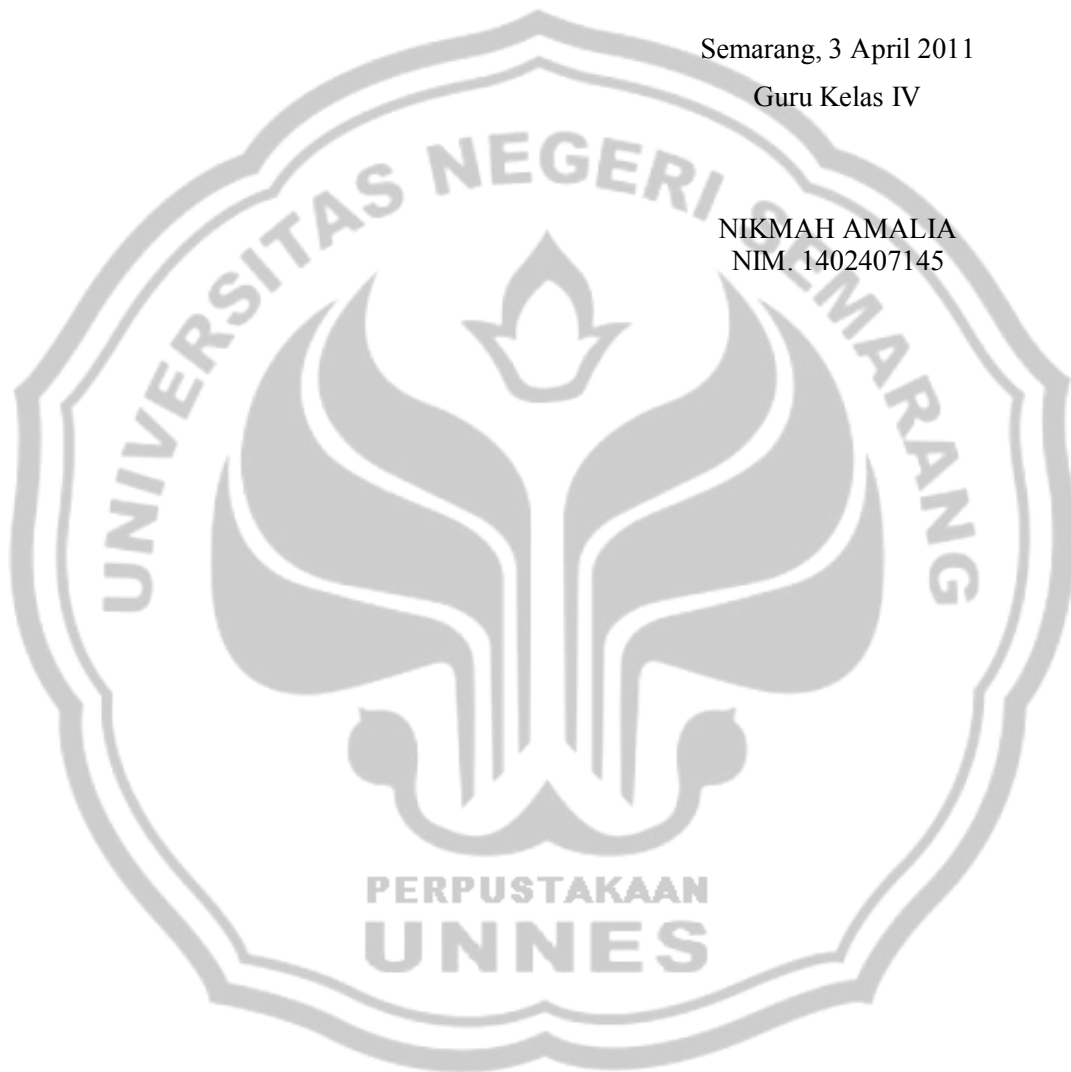 Semarang, 3 April 2011
Guru Kelas IV
NIKMAH AMALIA
NIM. 1402407145
UNIVERSITAS NEGERI SEMARANG
PERPUSTAKAAN
UNNES